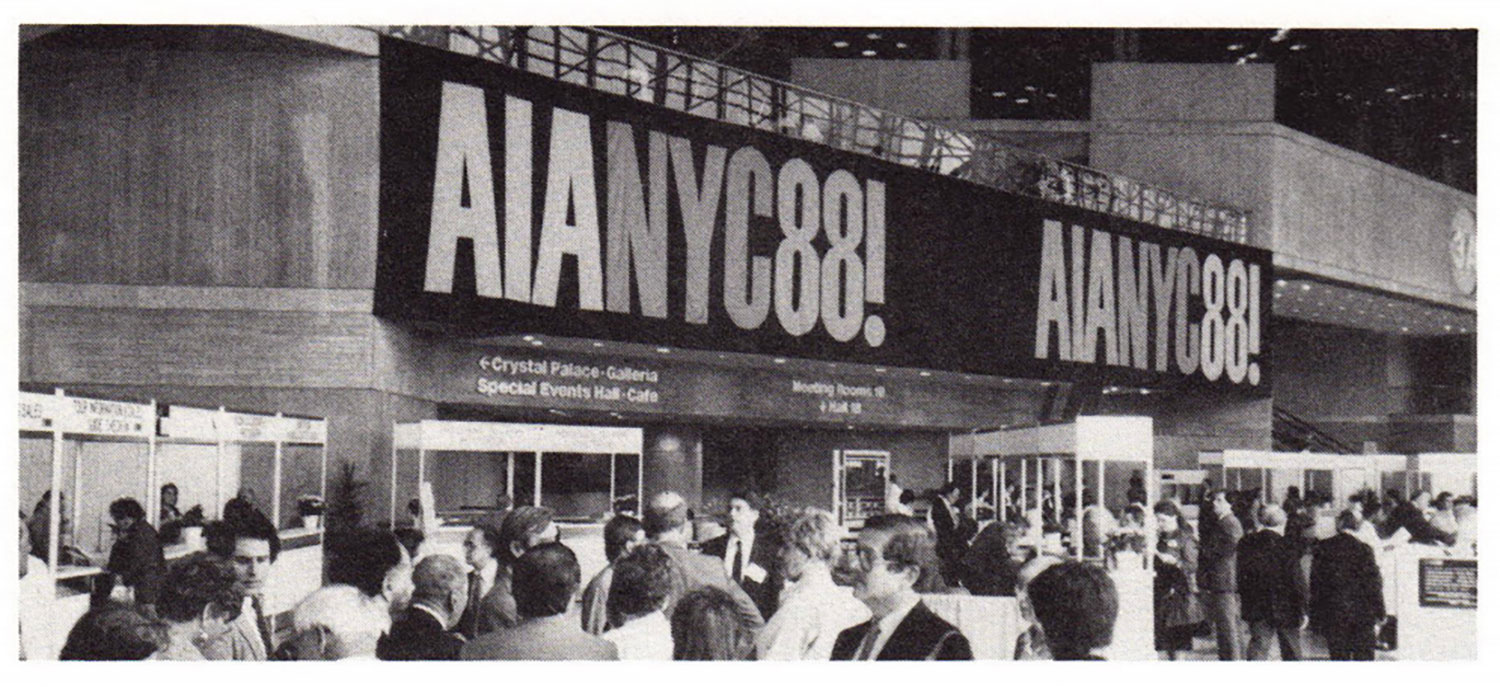 AIANYC88!
AIANYC88!
←Crystal Palace·Galleria
Special Events Hall·Cafe
Meeting Rooms 1B
↓ Hall 1B